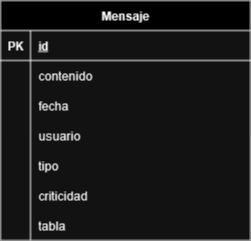 Mensaje
PK id
contenido
fecha
usuario
tipo
criticidad
tabla